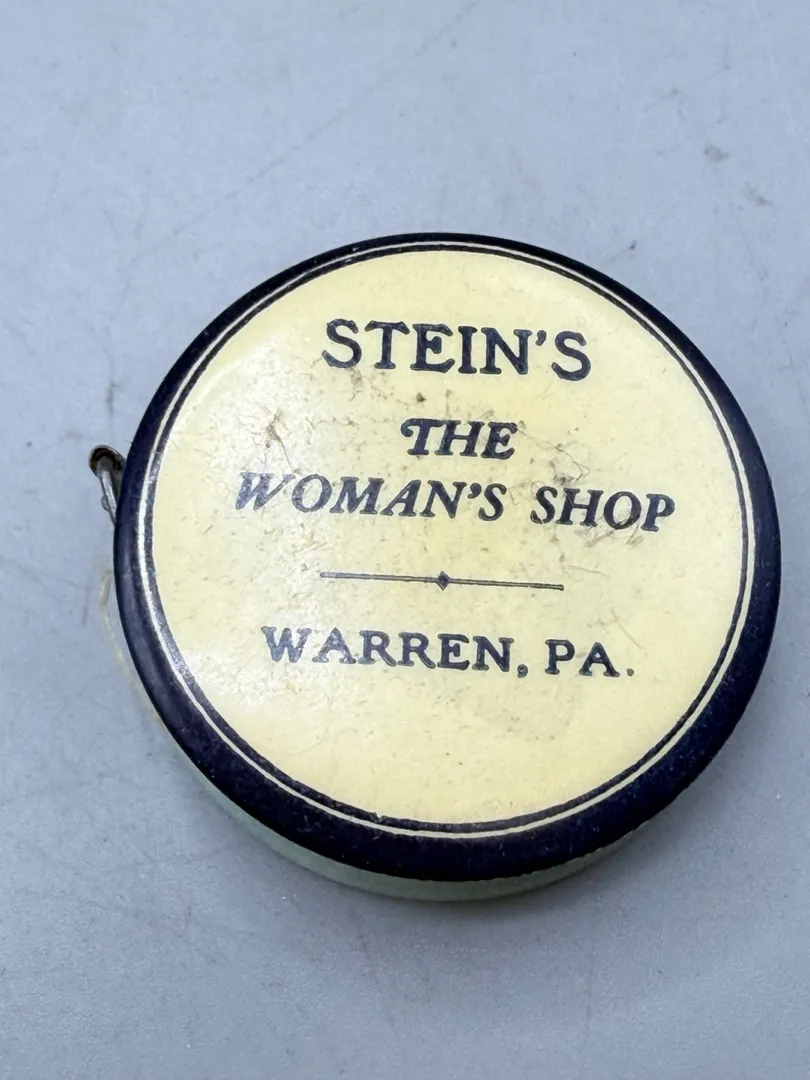 STEIN'S
THE
WOMAN'S SHOP
WARREN, PA.